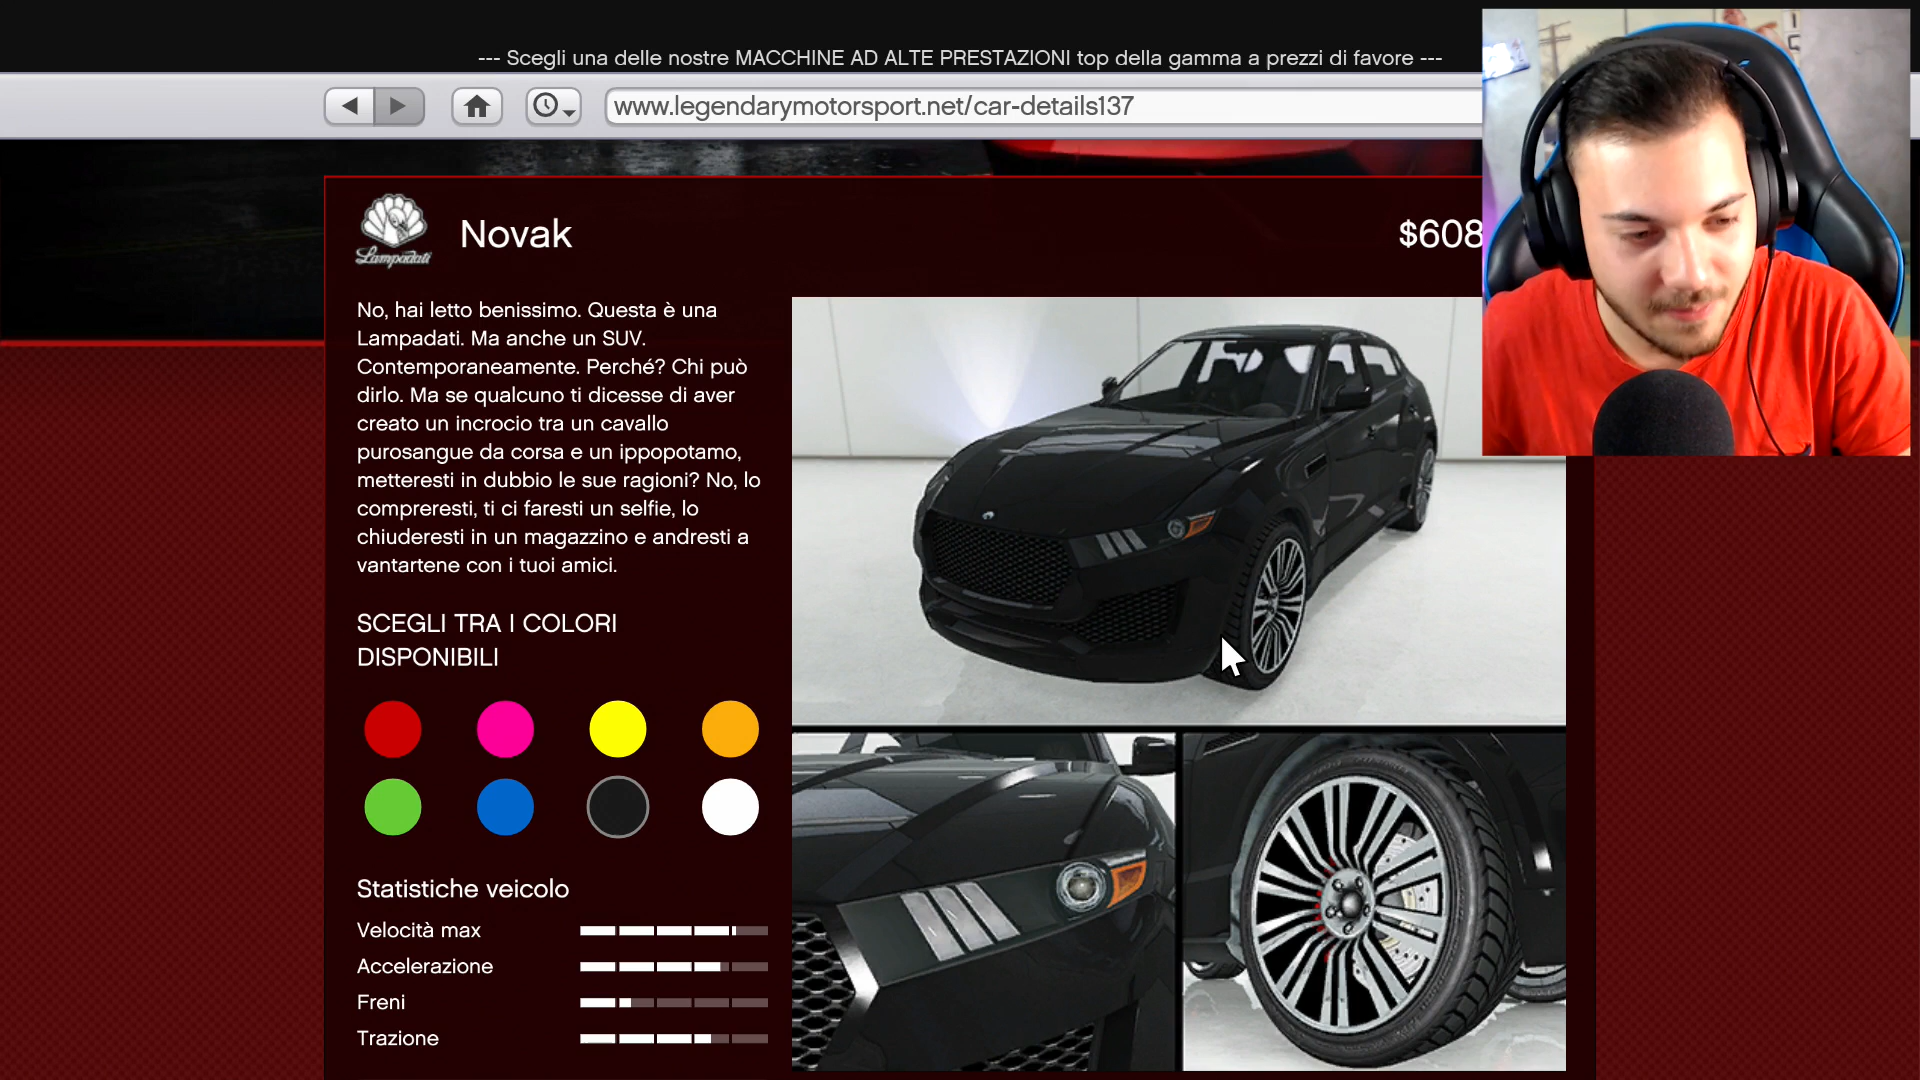 --- Scegli una delle nostre MACCHINE AD ALTE PRESTAZIONI top della gamma a prezzi di favore ---
www.legendarymotorsport.net/car-details137
Lampadati
Novak
$608
No, hai letto benissimo. Questa è una
Lampadati. Ma anche un SUV.
Contemporaneamente. Perché? Chi può
dirlo. Ma se qualcuno ti dicesse di aver
creato un incrocio tra un cavallo
purosangue da corsa e un ippopotamo,
metteresti in dubbio le sue ragioni? No, lo
compreresti, ti ci faresti un selfie, lo
chiuderesti in un magazzino e andresti a
vantartene con i tuoi amici.
SCEGLI TRA I COLORI
DISPONIBILI
Statistiche veicolo
Velocità max
Accelerazione
Freni
Trazione